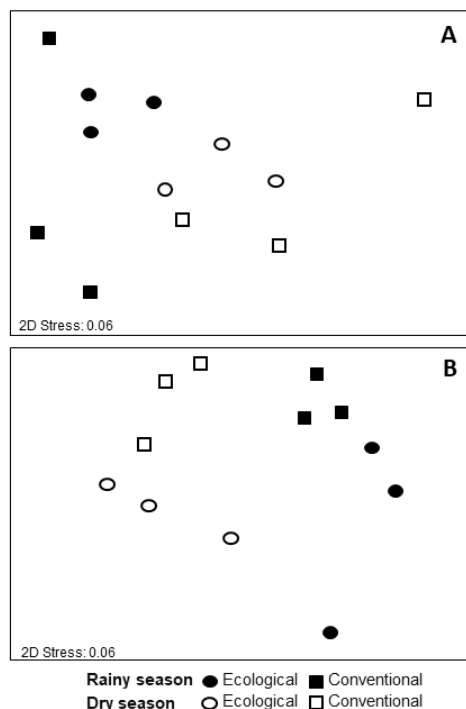 A
2D Stress: 0.06
B
2D Stress: 0.06
Rainy season Ecological Conventional
Dry season Ecological Conventional